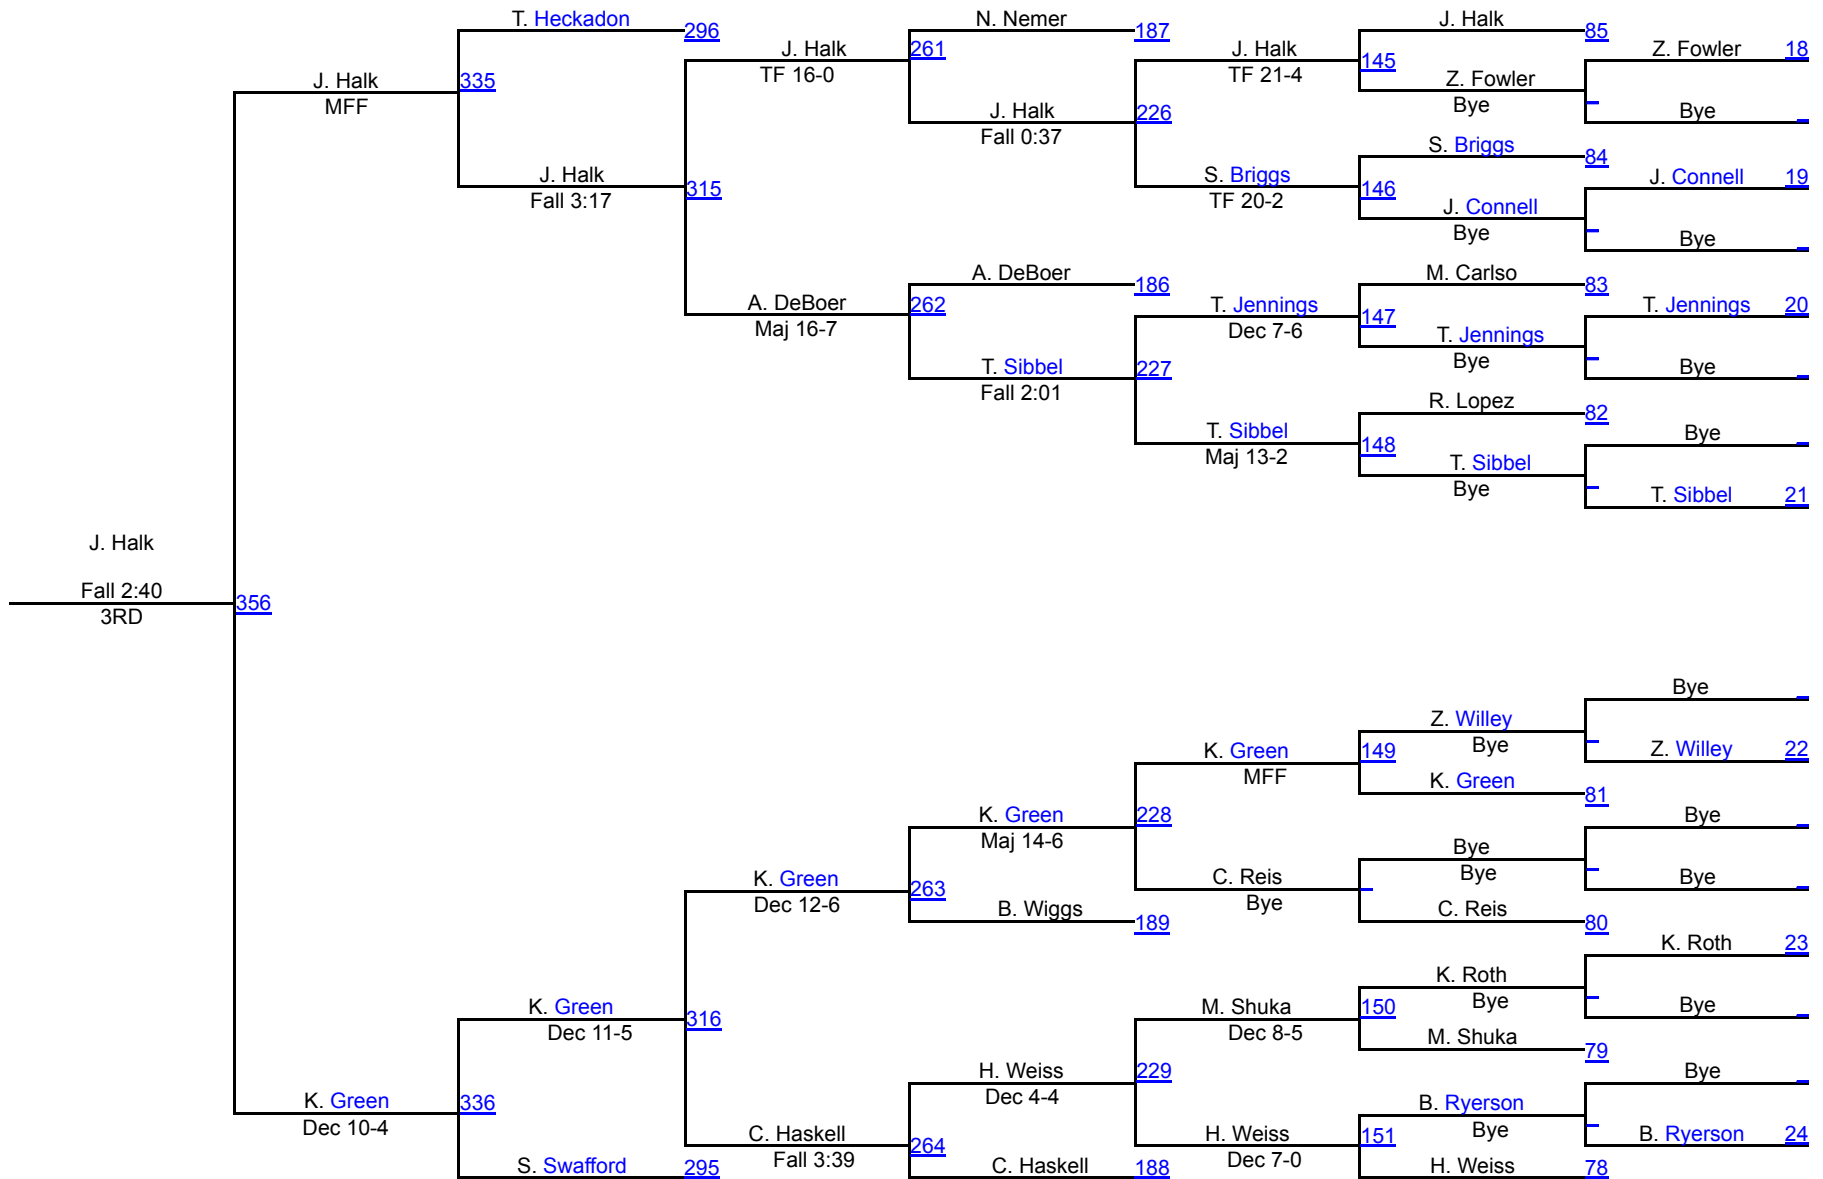 T. Heckadon 296
N. Nemer 187
J. Halk 85
J. Halk 261
J. Halk 145
Z. Fowler 18
TF 16-0
TF 21-4
J. Halk 335
Z. Fowler
MFF
Bye
Bye
J. Halk 226
Fall 0:37
S. Briggs 84
J. Halk 315
S. Briggs 146
J. Connell 19
Fall 3:17
TF 20-2
J. Connell
Bye
Bye
A. DeBoer 186
M. Carlso 83
A. DeBoer 262
T. Jennings 147
T. Jennings 20
Maj 16-7
Dec 7-6
T. Jennings
Bye
Bye
T. Sibbel 227
Fall 2:01
R. Lopez 82
T. Sibbel 148
Bye
Maj 13-2
T. Sibbel
Bye
T. Sibbel 21
J. Halk
Fall 2:40
356
3RD
Bye
Z. Willey
Bye
K. Green 149
Z. Willey 22
MFF
K. Green 81
K. Green 228
Bye
Maj 14-6
Bye
Bye
K. Green 263
C. Reis
Bye
Dec 12-6
Bye
B. Wiggs 189
C. Reis 80
K. Roth 23
K. Roth
Bye
K. Green 316
M. Shuka 150
Bye
Dec 11-5
Dec 8-5
M. Shuka 79
H. Weiss 229
Bye
Dec 4-4
K. Green 336
B. Ryerson
Dec 10-4
Bye
C. Haskell 264
H. Weiss 151
B. Ryerson 24
Fall 3:39
Dec 7-0
S. Swafford 295
C. Haskell 188
H. Weiss 78